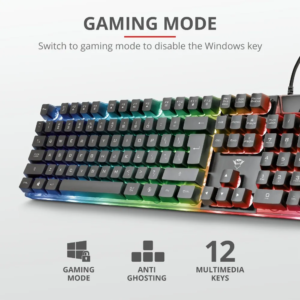 GAMING MODE
Switch to gaming mode to disable the Windows key
GAMING
MODE
ANTI
GHOSTING
12
MULTIMEDIA
KEYS